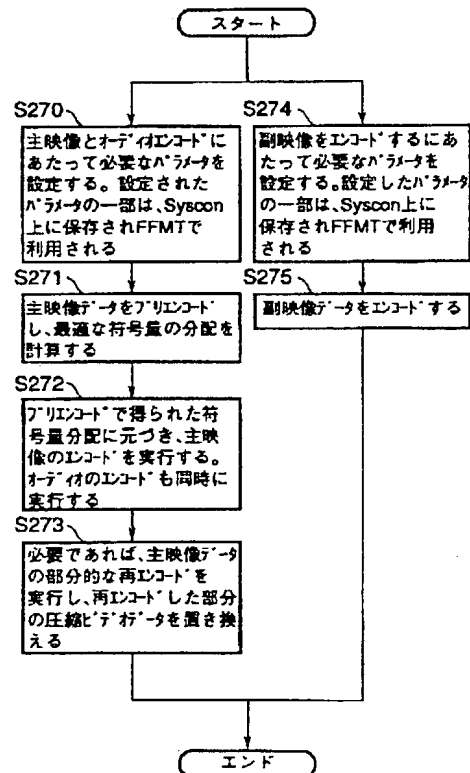 スタート
S270
主映像とオーディオエンコードに
あたって必要なパラメータを
設定する。設定された
パラメータの一部は、Syscon
上に保存されFFMTで
利用される
S271
主映像データをプリエンコード
し、最適な符号量の分配を
計算する
S272
プリエンコードで得られた符
号量分配に元づき、主映
像のエンコードを実行する。
オーディオのエンコードも同時に
実行する
S273
必要であれば、主映像データ
の部分的な再エンコードを
実行し、再エンコードした部分
の圧縮ビデオデータを置き換
える
S274
副映像をエンコードするにあ
たって必要なパラメータを
設定する。設定したパラメータ
の一部は、Syscon上に
保存されFFMTで利用
される
S275
副映像データをエンコードする
エンド